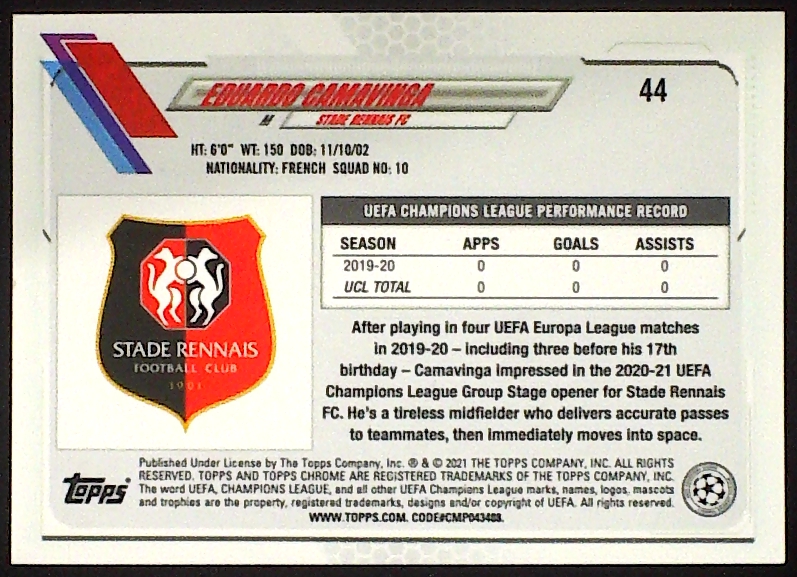 EDUARDO CAMAVINGA
44
M
STADE RENNAIS FC
HT: 6'0" WT: 150 DOB: 11/10/02
NATIONALITY: FRENCH SQUAD NO: 10
UEFA CHAMPIONS LEAGUE PERFORMANCE RECORD
SEASON APPS GOALS ASSISTS
2019-20 0 0 0
UCL TOTAL 0 0 0
STADE RENNAIS
FOOTBALL CLUB
1901
After playing in four UEFA Europa League matches
in 2019-20 – including three before his 17th
birthday – Camavinga impressed in the 2020-21 UEFA
Champions League Group Stage opener for Stade Rennais
FC. He's a tireless midfielder who delivers accurate passes
to teammates, then immediately moves into space.
topps
Published Under License by The Topps Company, Inc. ® & © 2021 THE TOPPS COMPANY, INC. ALL RIGHTS
RESERVED. TOPPS AND TOPPS CHROME ARE REGISTERED TRADEMARKS OF THE TOPPS COMPANY, INC.
The word UEFA, CHAMPIONS LEAGUE, and all other UEFA Champions League marks, names, logos, mascots
and trophies are the property, registered trademarks, designs and/or copyright of UEFA. All rights reserved.
WWW.TOPPS.COM. CODE#CMP043488.